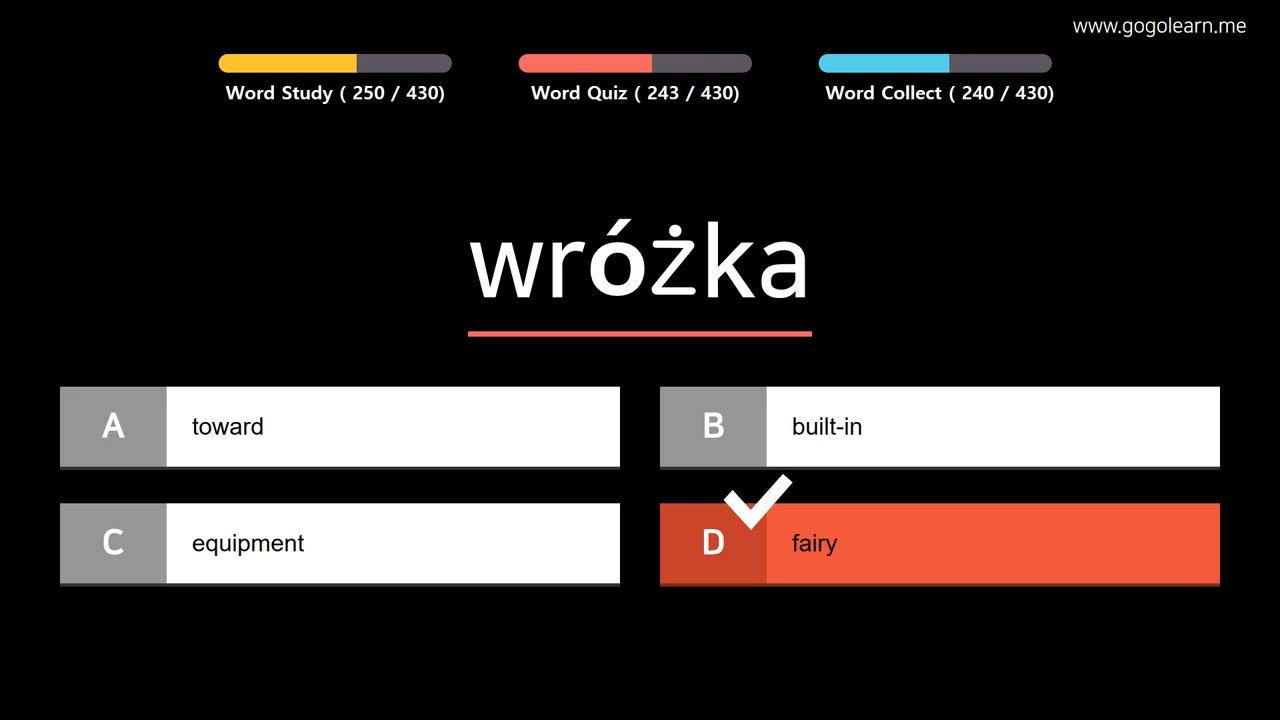 www.gogolearn.me
Word Study ( 250 / 430)
Word Quiz ( 243 / 430)
Word Collect ( 240 / 430)
wróżka
A toward
B built-in
C equipment
D fairy